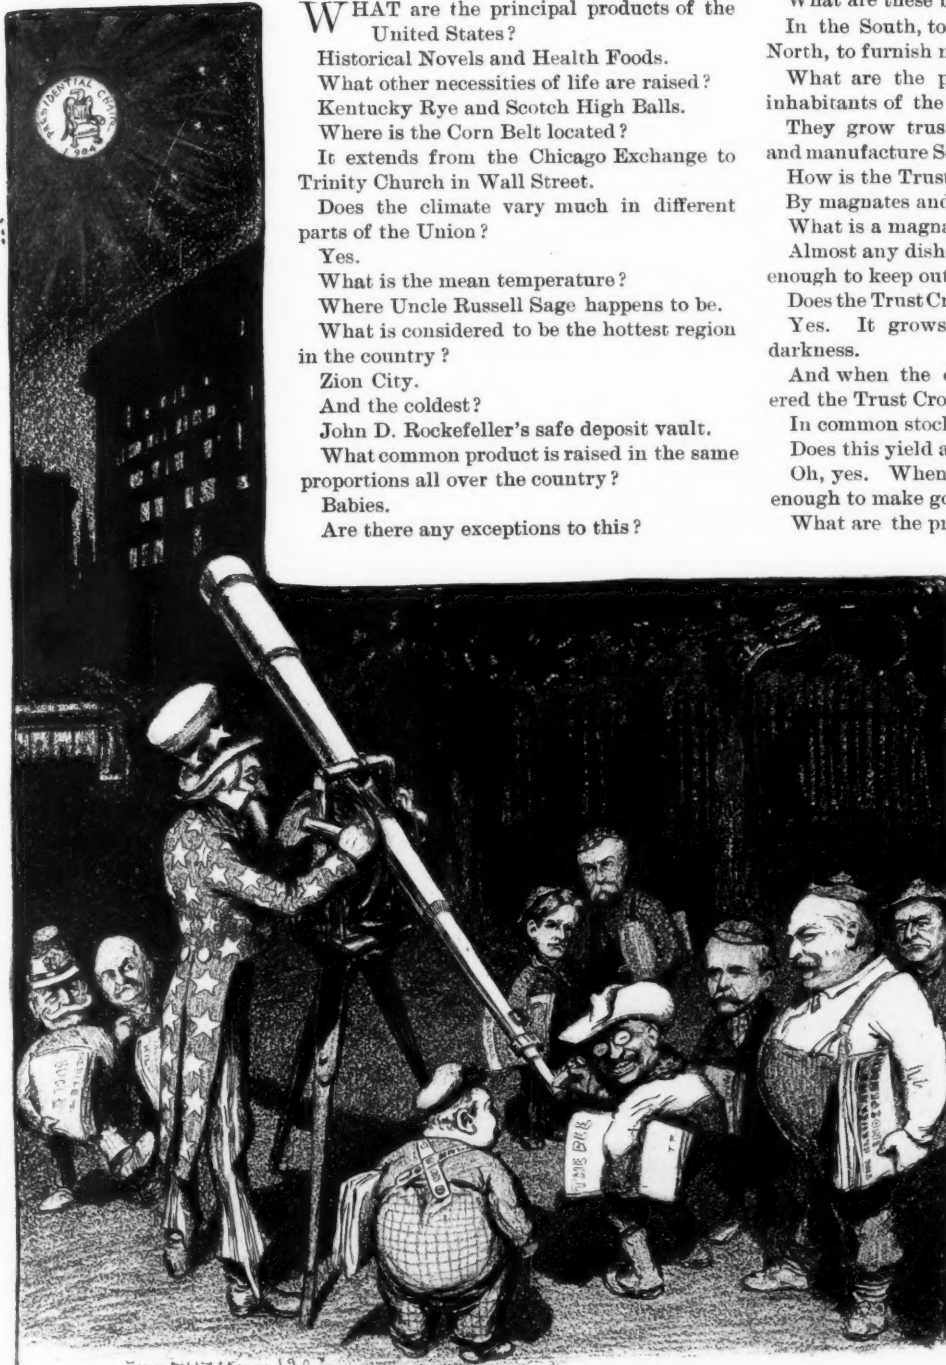 WHAT are the principal products of the
United States?
Historical Novels and Health Foods.
What other necessities of life are raised?
Kentucky Rye and Scotch High Balls.
Where is the Corn Belt located?
It extends from the Chicago Exchange to
Trinity Church in Wall Street.
Does the climate vary much in different
parts of the Union?
Yes.
What is the mean temperature?
Where Uncle Russell Sage happens to be.
What is considered to be the hottest region
in the country?
Zion City.
And the coldest?
John D. Rockefeller's safe deposit vault.
What common product is raised in the same
proportions all over the country?
Babies.
Are there any exceptions to this?
What are these
In the South, to
North, to furnish
What are the
inhabitants of the
They grow
and manufacture
How is the Trust
By magnates and
What is a
Almost any
enough to keep out
Does the Trust
Yes. It grows
darkness.
And when the
ered the Trust
In common
Does this yield
Oh, yes. When
enough to make
What are the
PRESIDENTIAL CHAIR
1904
T R